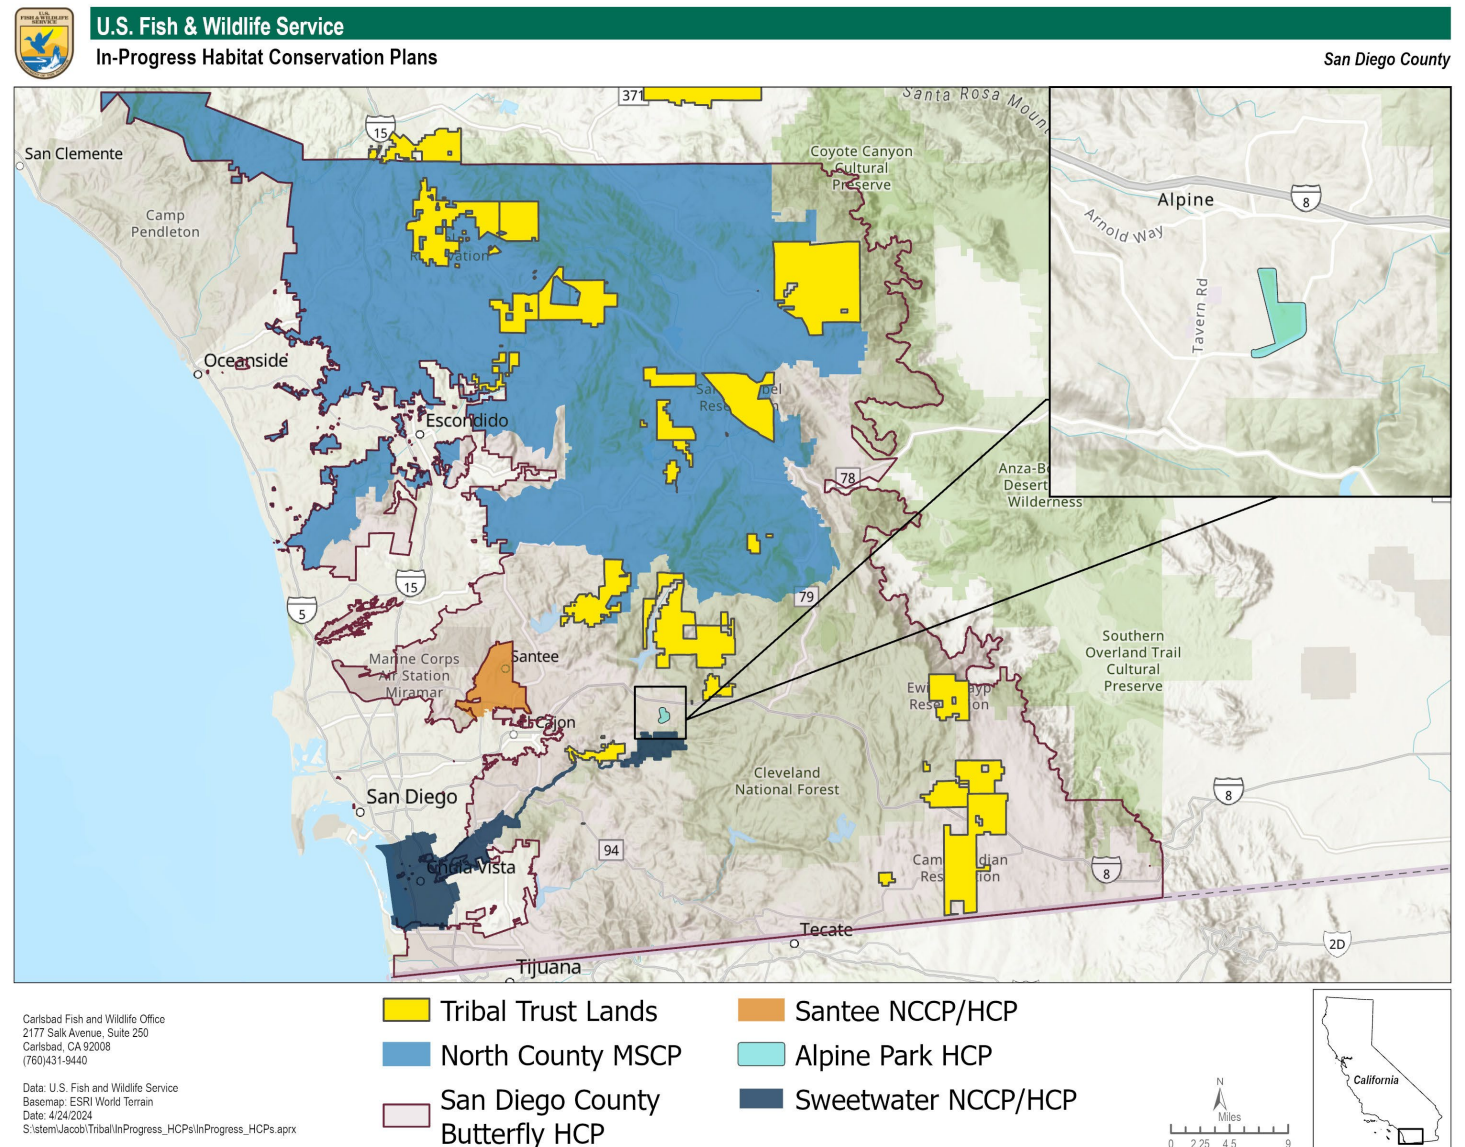 U.S.
FISH & WILDLIFE
SERVICE
U.S. Fish & Wildlife Service
In-Progress Habitat Conservation Plans
San Diego County
371
Santa Rosa
15
San Clemente
Coyote Canyon
Cultural
Preserve
Camp
Pendleton
Alpine
8
Arnold Way
Tavern Rd
Oceanside
Escondido
78
Anza-Bo
Desert
Wilderness
15
5
79
Southern
Overland Trail
Cultural
Preserve
Marine Corps
Air Station
Miramar
Santee
El Cajon
Cleveland
National Forest
San Diego
8
94
Chula Vista
8
Tecate
2D
Tijuana
Carlsbad Fish and Wildlife Office
2177 Salk Avenue, Suite 250
Carlsbad, CA 92008
(760)431-9440
Data: U.S. Fish and Wildlife Service
Basemap: ESRI World Terrain
Date: 4/24/2024
S:\stem\Jacob\Tribal\InProgress_HCPs\InProgress_HCPs.aprx
Tribal Trust Lands
North County MSCP
San Diego County
Butterfly HCP
Santee NCCP/HCP
Alpine Park HCP
Sweetwater NCCP/HCP
N
Miles
0 2.25 4.5 9
California